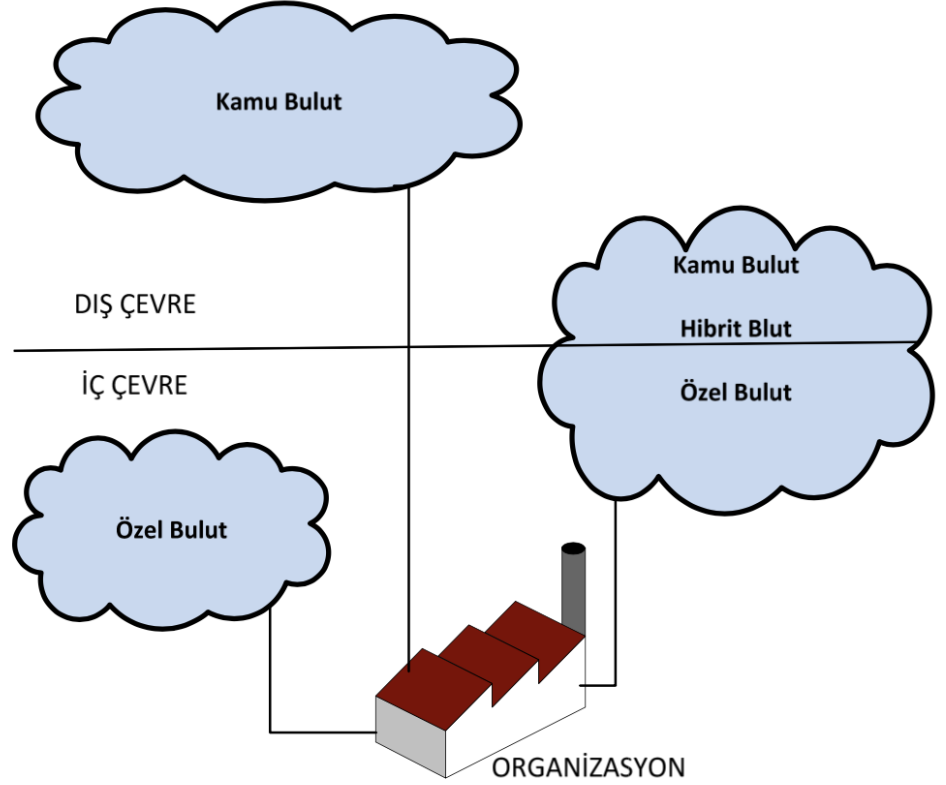 Kamu Bulut
Kamu Bulut
DIŞ ÇEVRE
Hibrit Blut
İÇ ÇEVRE
Özel Bulut
Özel Bulut
ORGANİZASYON